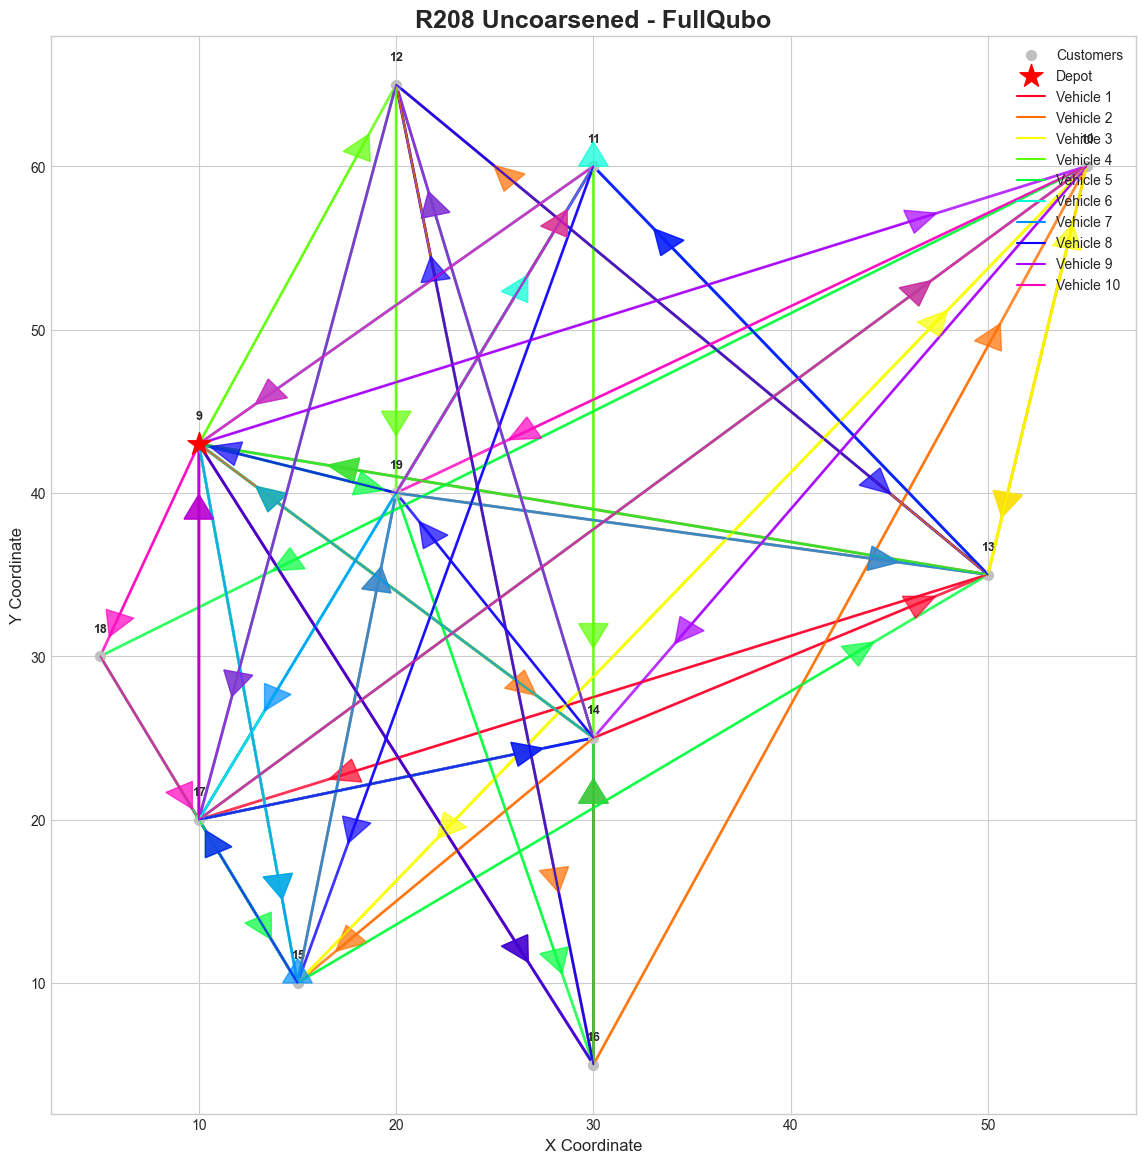 R208 Uncoarsened - FullQubo
Customers
Depot
Vehicle 1
Vehicle 2
Vehicle 3
Vehicle 4
Vehicle 5
Vehicle 6
Vehicle 7
Vehicle 8
Vehicle 9
Vehicle 10
12
11
10
9
19
13
18
14
17
15
16
60
50
40
30
20
10
Y Coordinate
10
20
30
40
50
X Coordinate